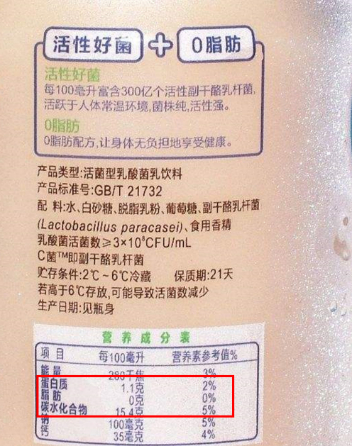 活性好菌 + 0脂肪
活性好菌
每100毫升富含300亿个活性副干酪乳杆菌,
活跃于人体常温环境,菌株纯,活性强。
0脂肪
0脂肪配方,让身体无负担地享受健康。
产品类型:活菌型乳酸菌乳饮料
产品标准号:GB/T 21732
配 料:水、白砂糖、脱脂乳粉、葡萄糖、副干酪乳杆菌
(Lactobacillus paracasei)、食用香精
乳酸菌活菌数≥3×10⁸CFU/mL
C菌™即副干酪乳杆菌
贮存条件:2℃~6℃冷藏 保质期:21天
若高于6℃存放,可能导致活菌数减少
生产日期:见瓶身
营养成分表
项目 每100毫升 营养素参考值%
能量 280千焦 3%
蛋白质 1.1克 2%
脂肪 0克 0%
碳水化合物 15.4克 5%
钠 100毫克 5%
钙 35毫克 4%